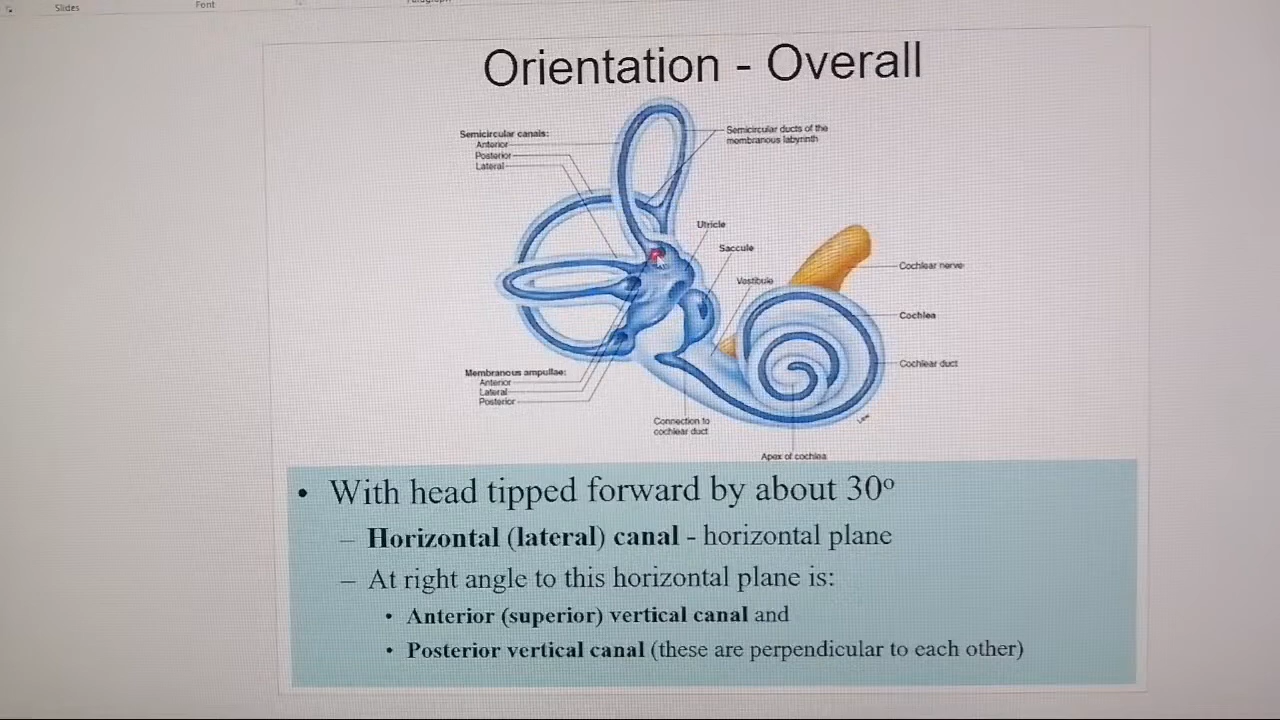 Slides
Font
Orientation - Overall
Semicircular canals:
Anterior
Posterior
Lateral
Semicircular ducts of the
membranous labyrinth
Utricle
Saccule
Vestibule
Cochlear nerve
Cochlea
Cochlear duct
Membranous ampullae:
Anterior
Lateral
Posterior
Connection to
cochlear duct
Apex of cochlea
• With head tipped forward by about 30º
– Horizontal (lateral) canal - horizontal plane
– At right angle to this horizontal plane is:
• Anterior (superior) vertical canal and
• Posterior vertical canal (these are perpendicular to each other)